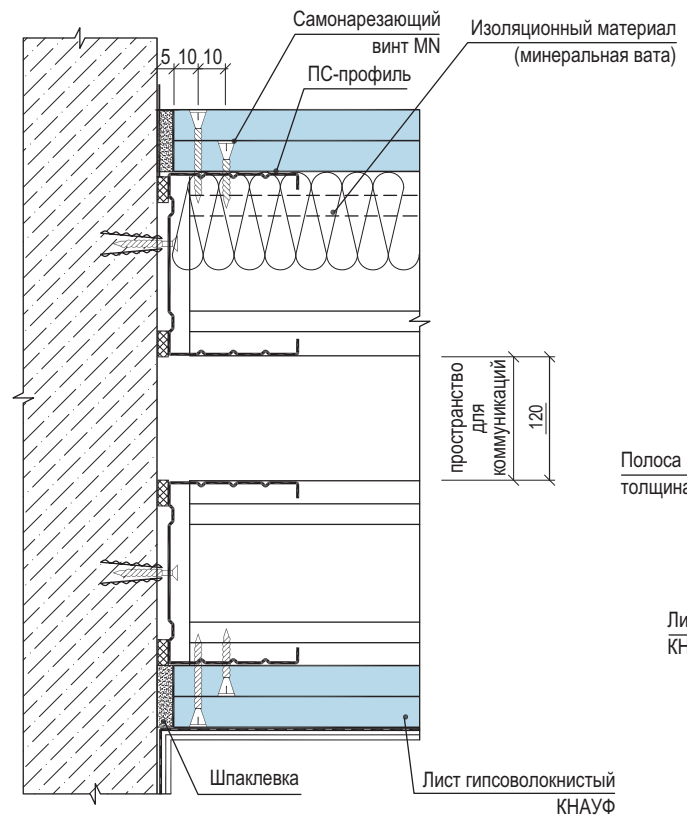 Самонарезающий
винт MN
Изоляционный материал
(минеральная вата)
5 10 10
ПС-профиль
пространство
для
коммуникаций
120
Полоса
толщина
Ли
КН
Шпаклевка
Лист гипсоволокнистый
КНАУФ